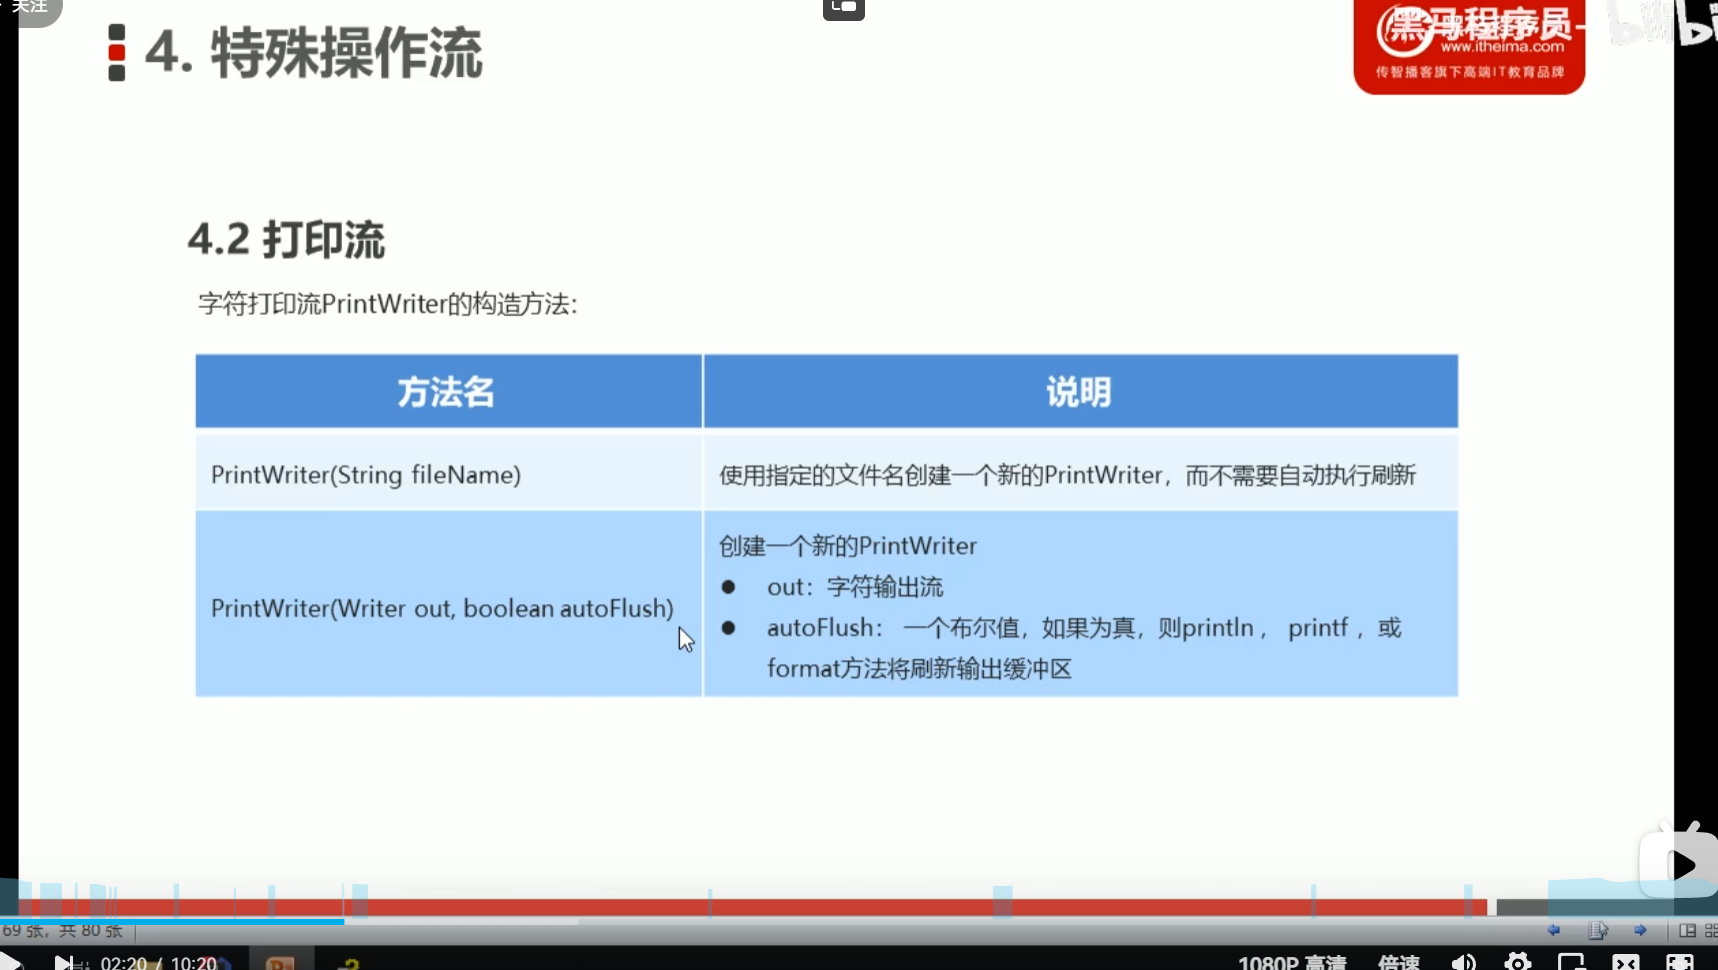 关注
4. 特殊操作流
黑马程序员-
www.itheima.com
传智播客旗下高端IT教育品牌
4.2 打印流
字符打印流PrintWriter的构造方法:
方法名
说明
PrintWriter(String fileName)
使用指定的文件名创建一个新的PrintWriter，而不需要自动执行刷新
PrintWriter(Writer out, boolean autoFlush)
创建一个新的PrintWriter
● out：字符输出流
● autoFlush： 一个布尔值，如果为真，则println ， printf ，或
format方法将刷新输出缓冲区
69 张，共 80 张
02:20 / 10:20
1080P 高清
倍速